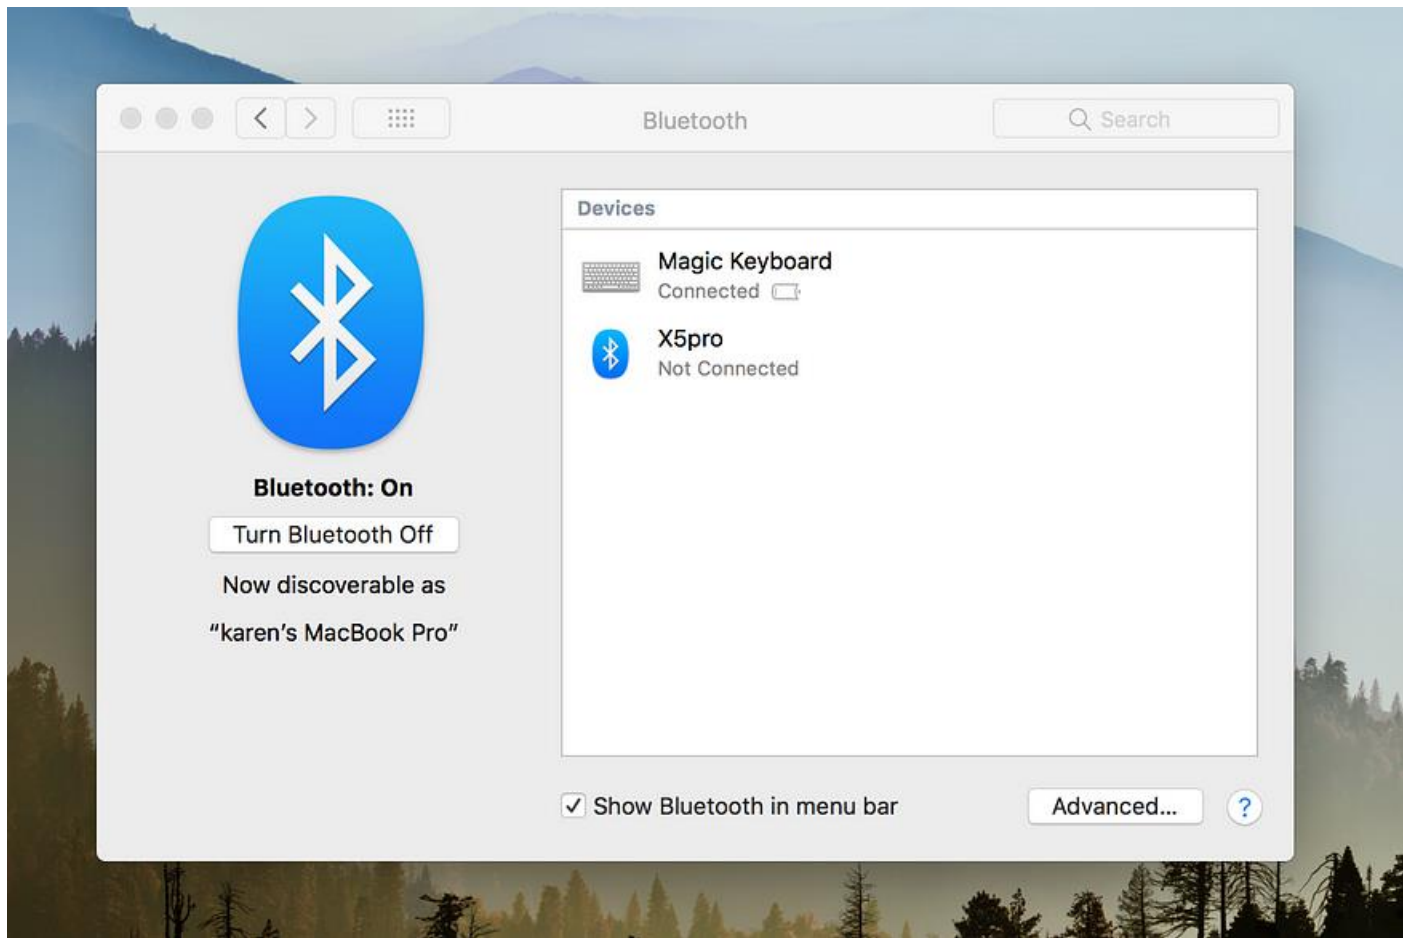 Bluetooth
Search
Bluetooth: On
Turn Bluetooth Off
Now discoverable as
“karen’s MacBook Pro”
Devices
Magic Keyboard
Connected
X5pro
Not Connected
Show Bluetooth in menu bar
Advanced...
?